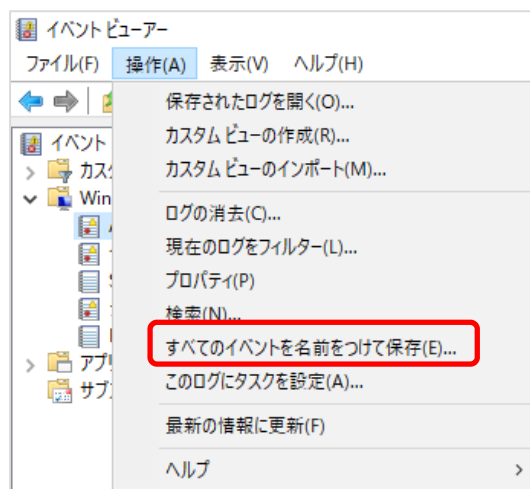 イベント ビューアー
ファイル(F) 操作(A) 表示(V) ヘルプ(H)
保存されたログを開く(O)...
イベント
カスタム ビューの作成(R)...
カスタム ビューのインポート(M)...
Win
ログの消去(C)...
現在のログをフィルター(L)...
プロパティ(P)
検索(N)...
すべてのイベントを名前をつけて保存(E)...
アプリ
このログにタスクを設定(A)...
サブ
最新の情報に更新(F)
ヘルプ